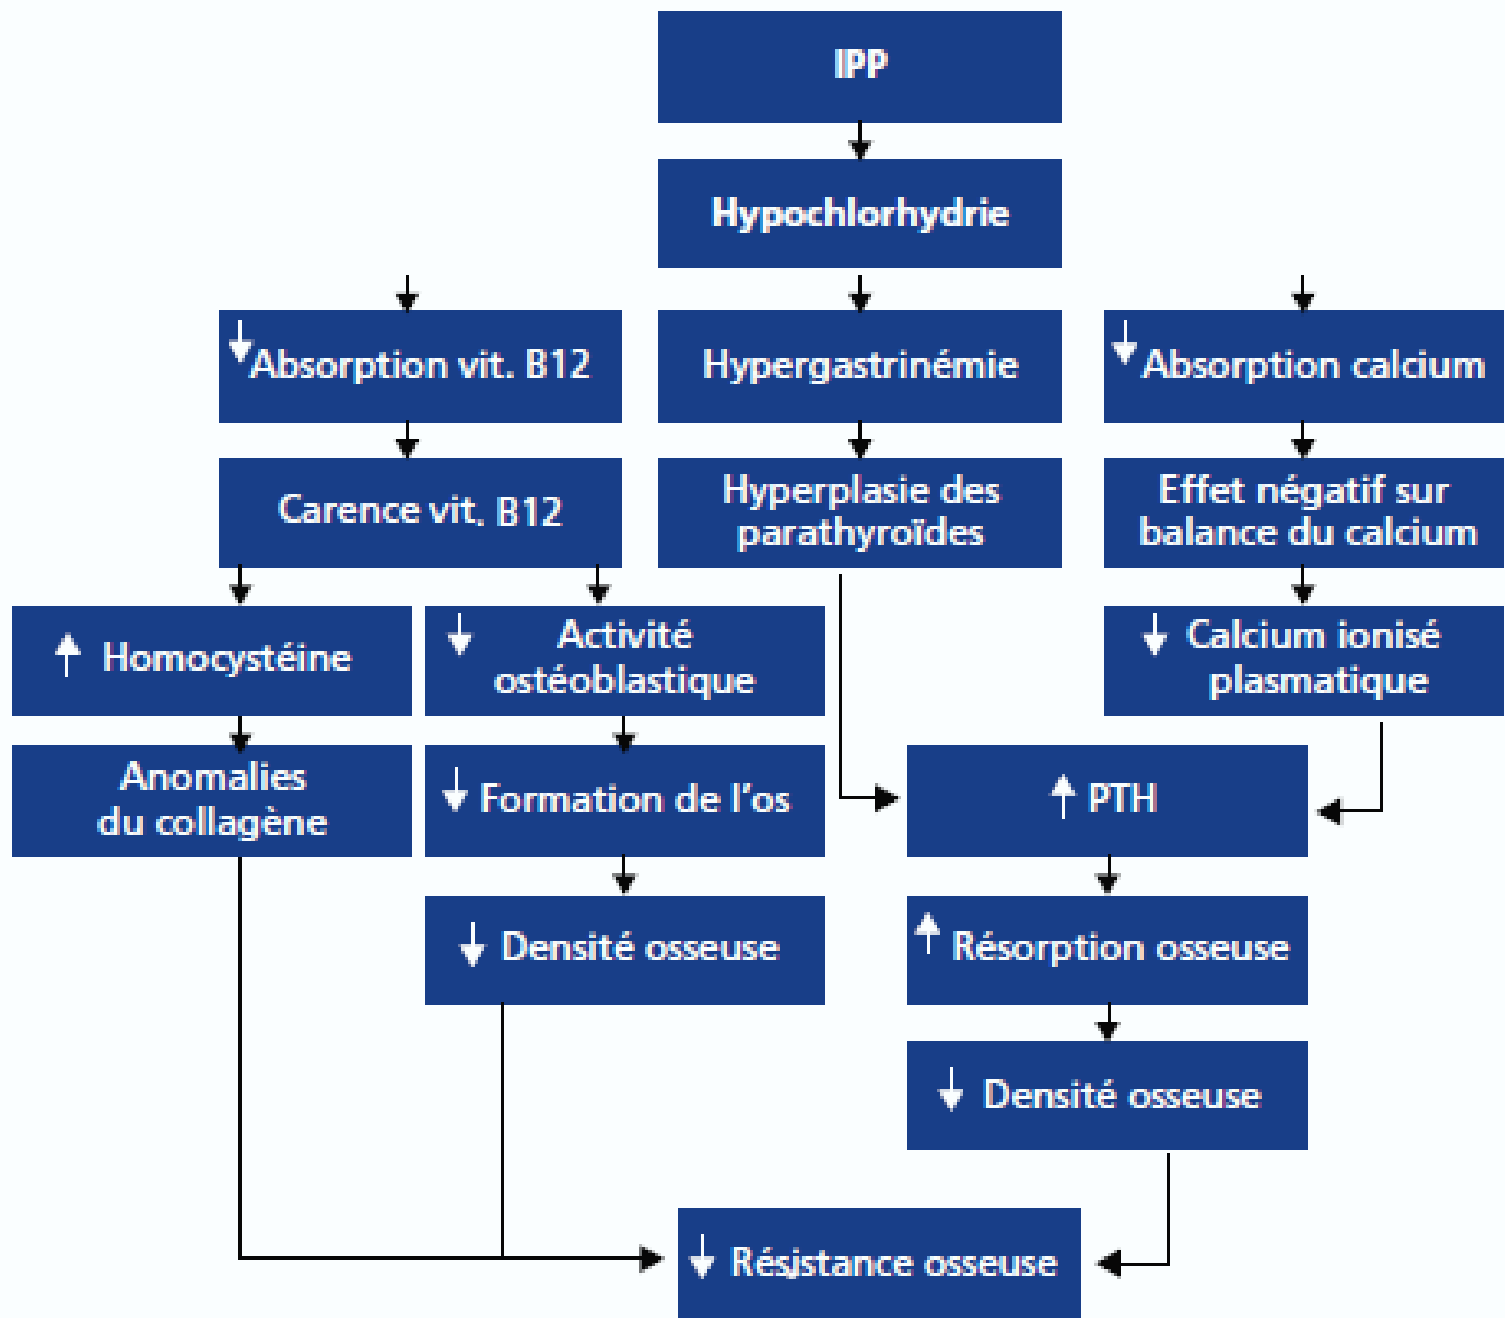 IPP
Hypochlorhydrie
↓ Absorption vit. B12
Hypergastrinémie
↓ Absorption calcium
Carence vit. B12
Hyperplasie des
parathyroïdes
Effet négatif sur
balance du calcium
↑ Homocystéine
↓ Activité
ostéoblastique
↓ Calcium ionisé
plasmatique
Anomalies
du collagène
↓ Formation de l'os
↑ PTH
↓ Densité osseuse
↑ Résorption osseuse
↓ Densité osseuse
↓ Résistance osseuse